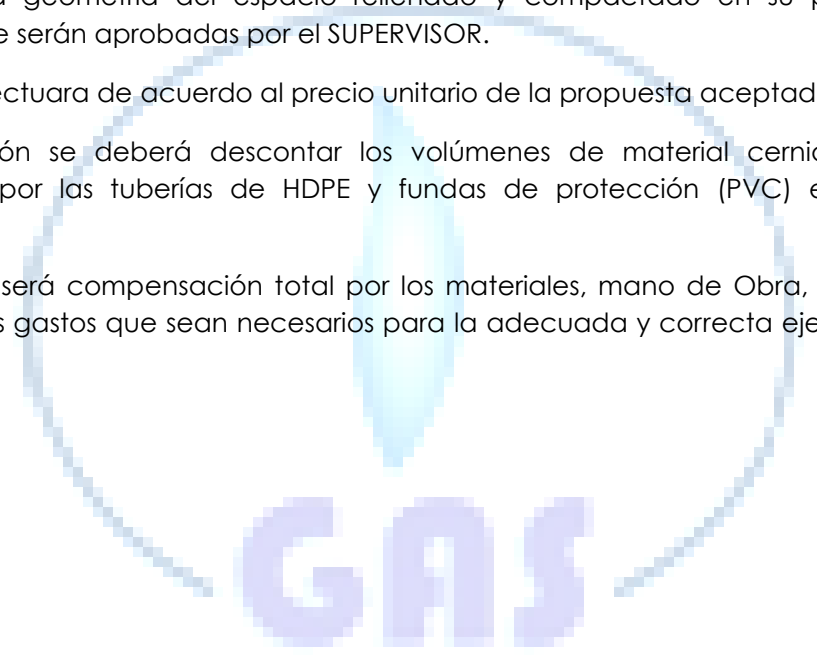 geometría del espacio rellenado y compactado en su
e serán aprobadas por el SUPERVISOR.
ectuara de acuerdo al precio unitario de la propuesta aceptad
ón se deberá descontar los volúmenes de material cernic
por las tuberías de HDPE y fundas de protección (PVC) e
será compensación total por los materiales, mano de Obra,
s gastos que sean necesarios para la adecuada y correcta eje
GAS